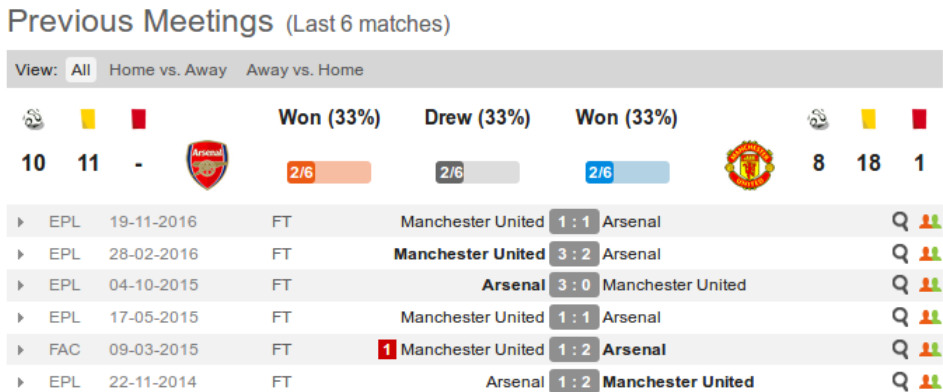 Previous Meetings (Last 6 matches)
View: All Home vs. Away Away vs. Home
Won (33%) Drew (33%) Won (33%)
10 11 - Arsenal 2/6 2/6 2/6 MANCHESTER UNITED 8 18 1
EPL 19-11-2016 FT Manchester United 1 : 1 Arsenal
EPL 28-02-2016 FT Manchester United 3 : 2 Arsenal
EPL 04-10-2015 FT Arsenal 3 : 0 Manchester United
EPL 17-05-2015 FT Manchester United 1 : 1 Arsenal
FAC 09-03-2015 FT 1 Manchester United 1 : 2 Arsenal
EPL 22-11-2014 FT Arsenal 1 : 2 Manchester United